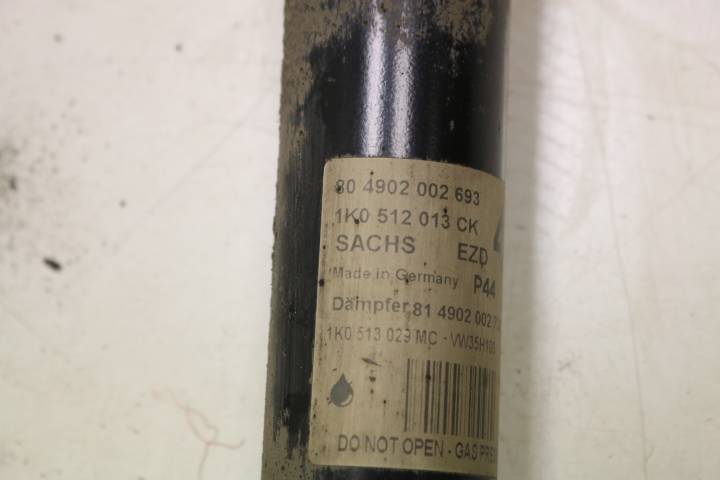 80 4902 002 693
1K0 512 013 CK
SACHS EZD
Made in Germany P44
Dämpfer 81 4902 002
1K0 513 029 MC - VW35H100
DO NOT OPEN - GAS